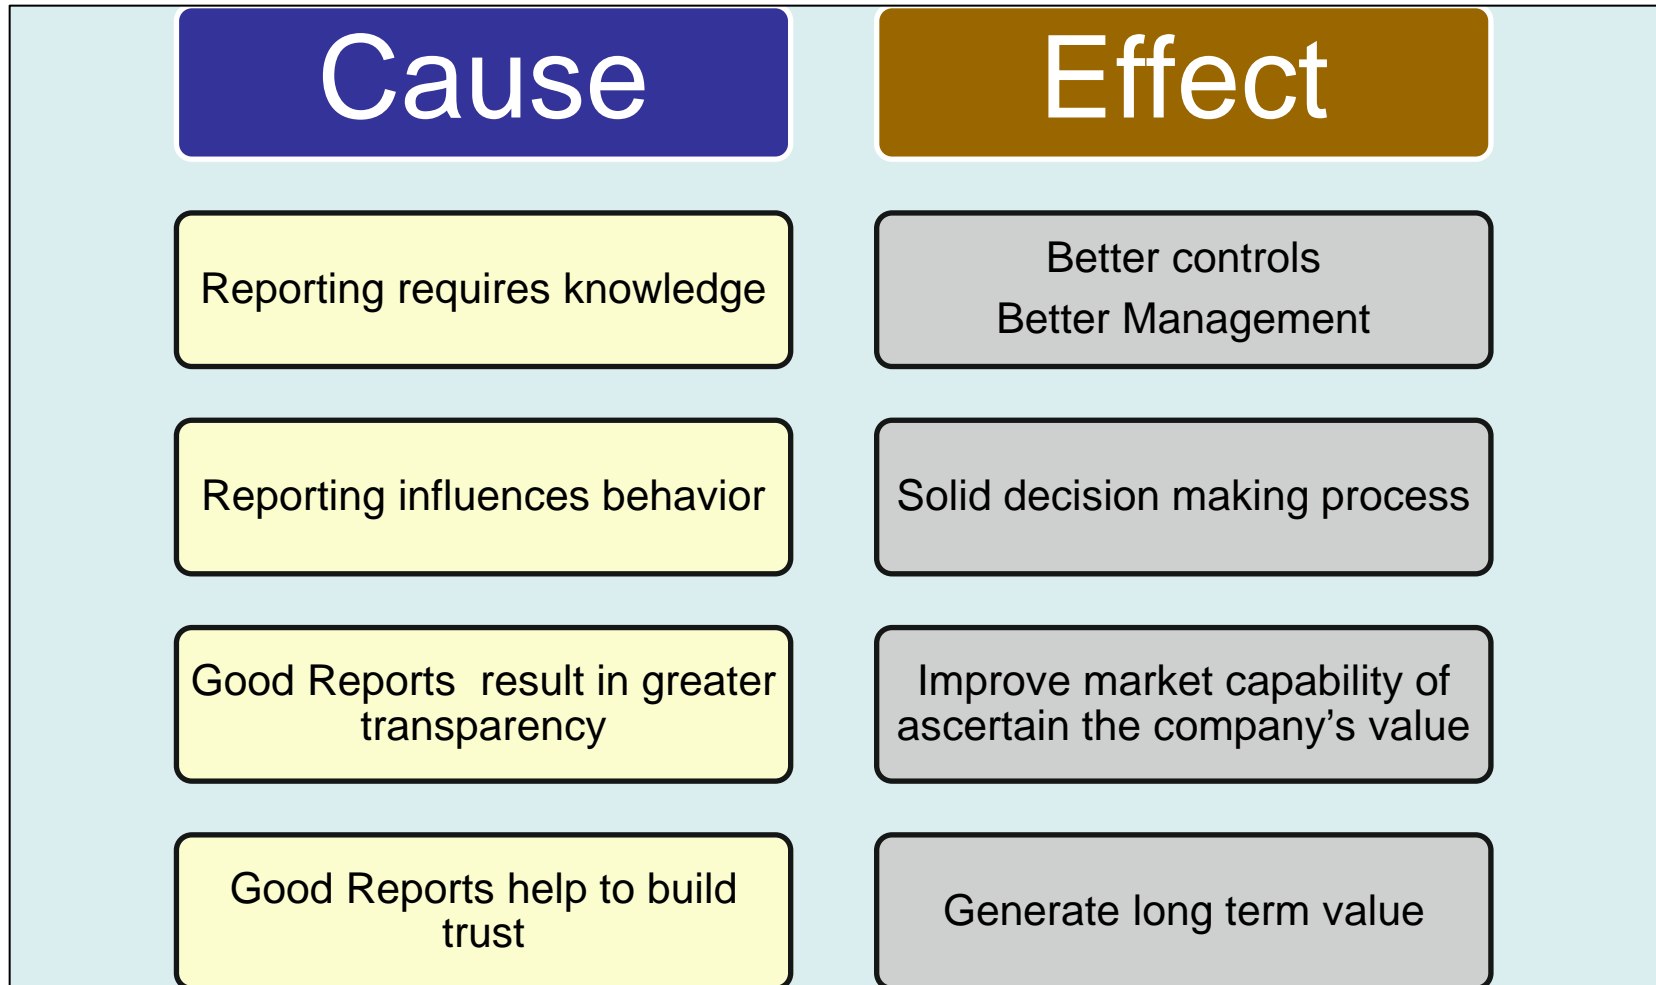 Cause
Effect
Reporting requires knowledge
Better controls
Better Management
Reporting influences behavior
Solid decision making process
Good Reports  result in greater
transparency
Improve market capability of
ascertain the company’s value
Good Reports help to build
trust
Generate long term value